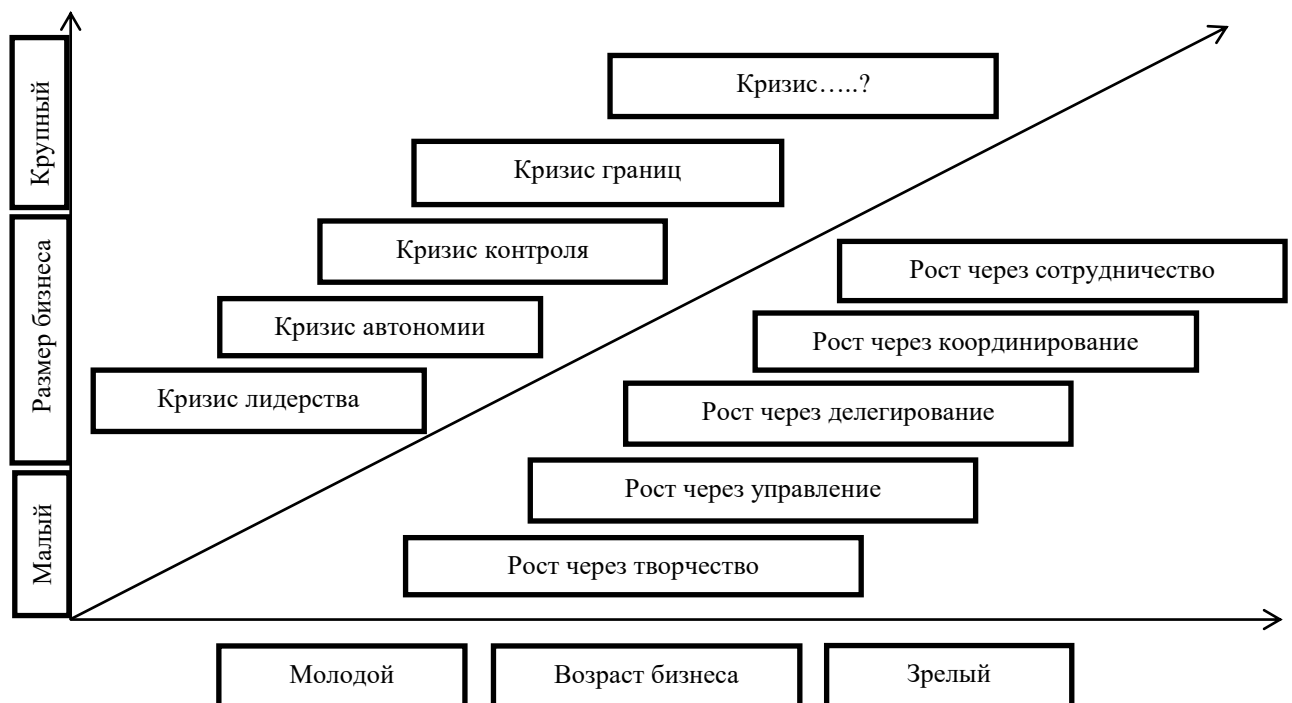 Крупный
Размер бизнеса
Малый
Кризис…..?
Кризис границ
Кризис контроля
Кризис автономии
Кризис лидерства
Рост через сотрудничество
Рост через координирование
Рост через делегирование
Рост через управление
Рост через творчество
Молодой
Возраст бизнеса
Зрелый